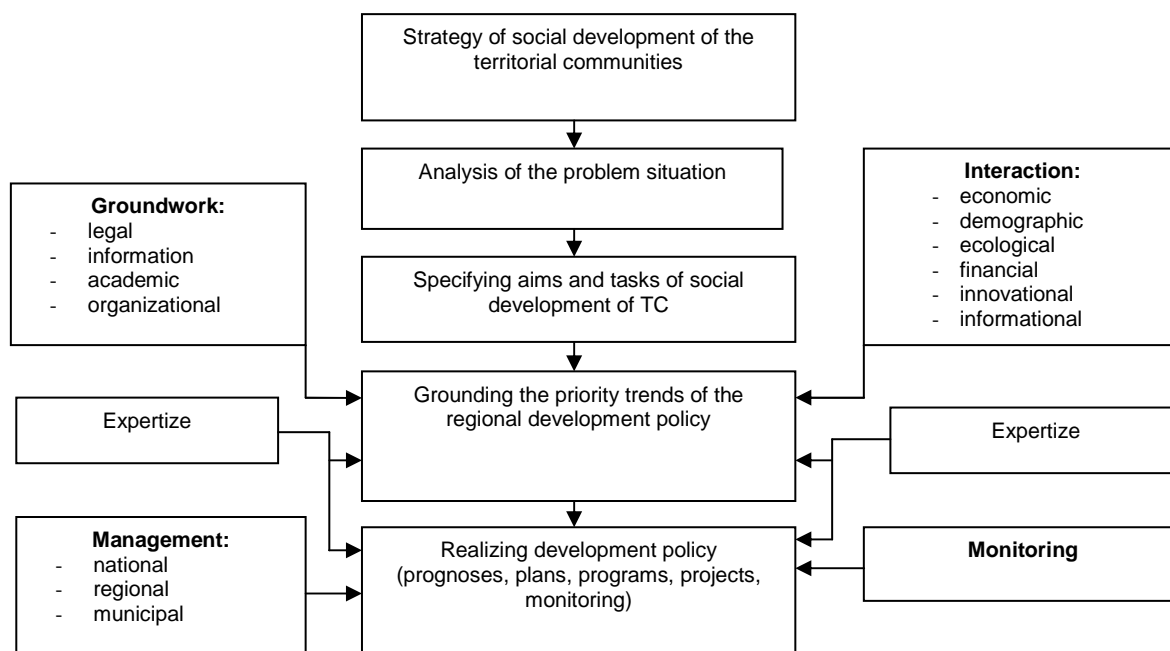 Strategy of social development of the
territorial communities
Analysis of the problem situation
Groundwork:
- legal
- information
- academic
- organizational
Interaction:
- economic
- demographic
- ecological
- financial
- innovational
- informational
Specifying aims and tasks of social
development of TC
Grounding the priority trends of the
regional development policy
Expertize
Expertize
Management:
- national
- regional
- municipal
Realizing development policy
(prognoses, plans, programs, projects,
monitoring)
Monitoring